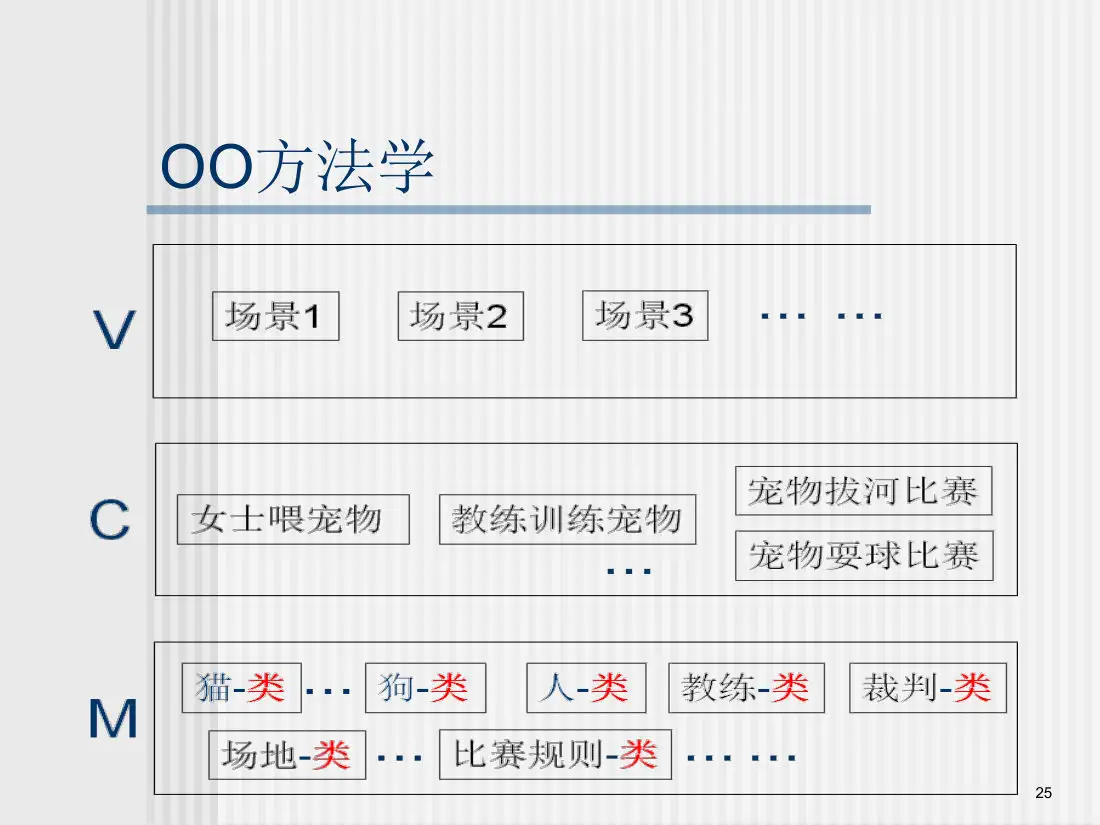 OO方法学
V
场景1 场景2 场景3 … …
C
女士喂宠物 教练训练宠物 宠物拔河比赛
宠物耍球比赛
…
M
猫-类 … 狗-类 人-类 教练-类 裁判-类
场地-类 … 比赛规则-类 … …
25